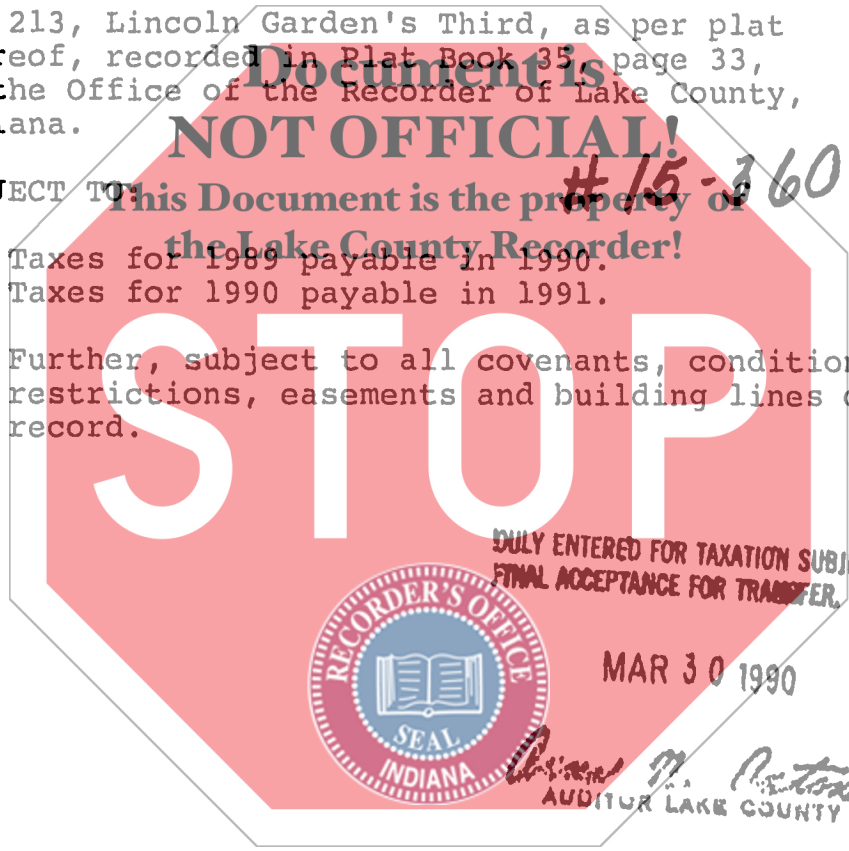 213, Lincoln Garden's Third, as per plat
reof, recorded in Plat Book 35, page 33,
the Office of the Recorder of Lake County,
iana.
Document is
NOT OFFICIAL!
This Document is the property of
the Lake County Recorder!
#15-360
JECT TO:
Taxes for 1989 payable in 1990.
Taxes for 1990 payable in 1991.
Further, subject to all covenants, condition
restrictions, easements and building lines o
record.
STOP
DULY ENTERED FOR TAXATION SUBJ
FINAL ACCEPTANCE FOR TRANSFER.
MAR 30 1990
RECORDER'S OFFICE
SEAL
INDIANA
AUDITOR LAKE COUNTY